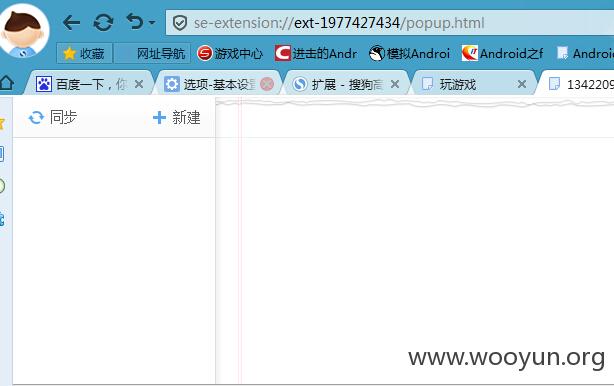 se-extension://ext-1977427434/popup.html
收藏 网址导航 游戏中心 进击的Andr 模拟Androi Android之f Androi
百度一下，你 选项-基本设置 扩展 - 搜狗高 玩游戏 1342209
同步 新建
www.wooyun.org